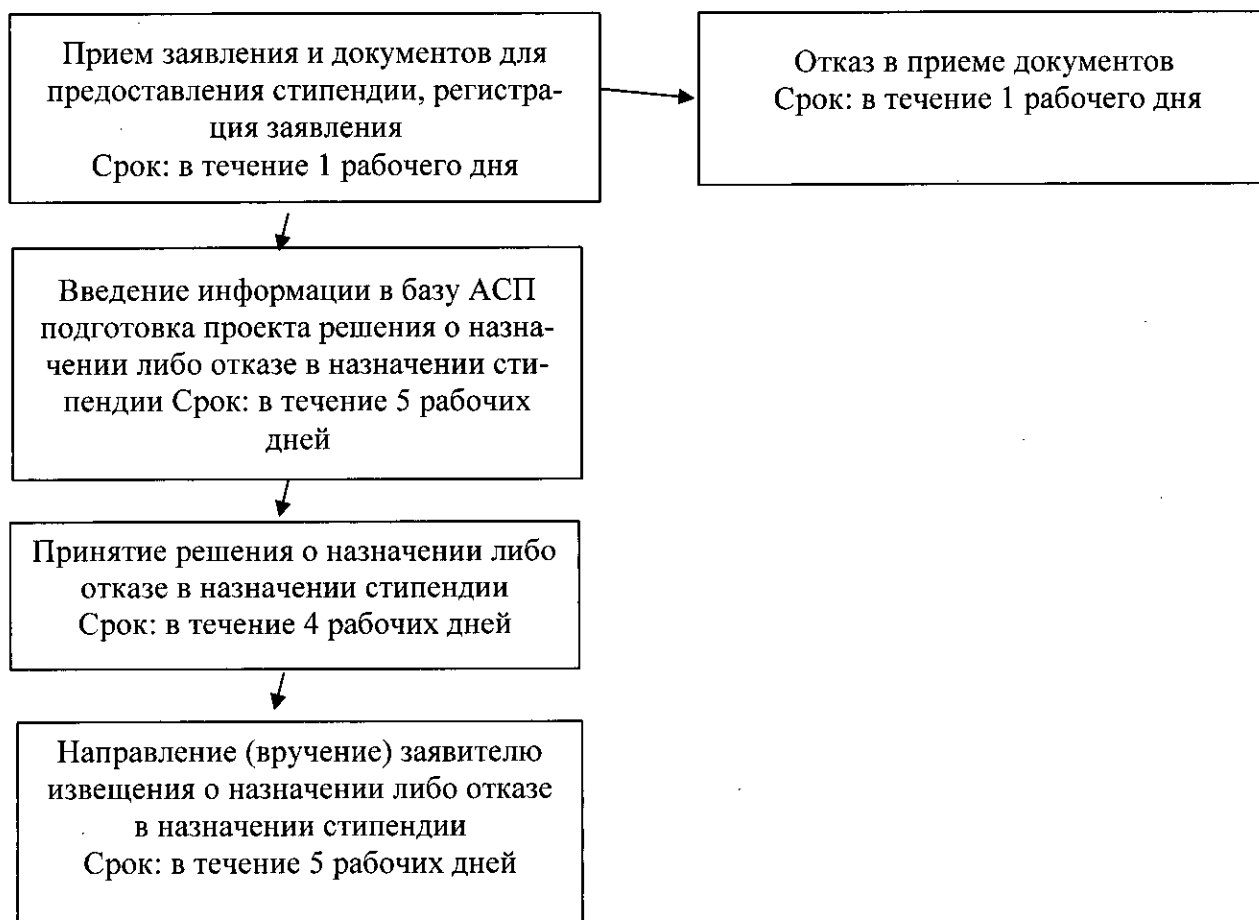 Прием заявления и документов для
предоставления стипендии, регистра-
ция заявления
Срок: в течение 1 рабочего дня
Отказ в приеме документов
Срок: в течение 1 рабочего дня
Введение информации в базу АСП
подготовка проекта решения о назна-
чении либо отказе в назначении сти-
пендии Срок: в течение 5 рабочих
дней
Принятие решения о назначении либо
отказе в назначении стипендии
Срок: в течение 4 рабочих дней
Направление (вручение) заявителю
извещения о назначении либо отказе
в назначении стипендии
Срок: в течение 5 рабочих дней